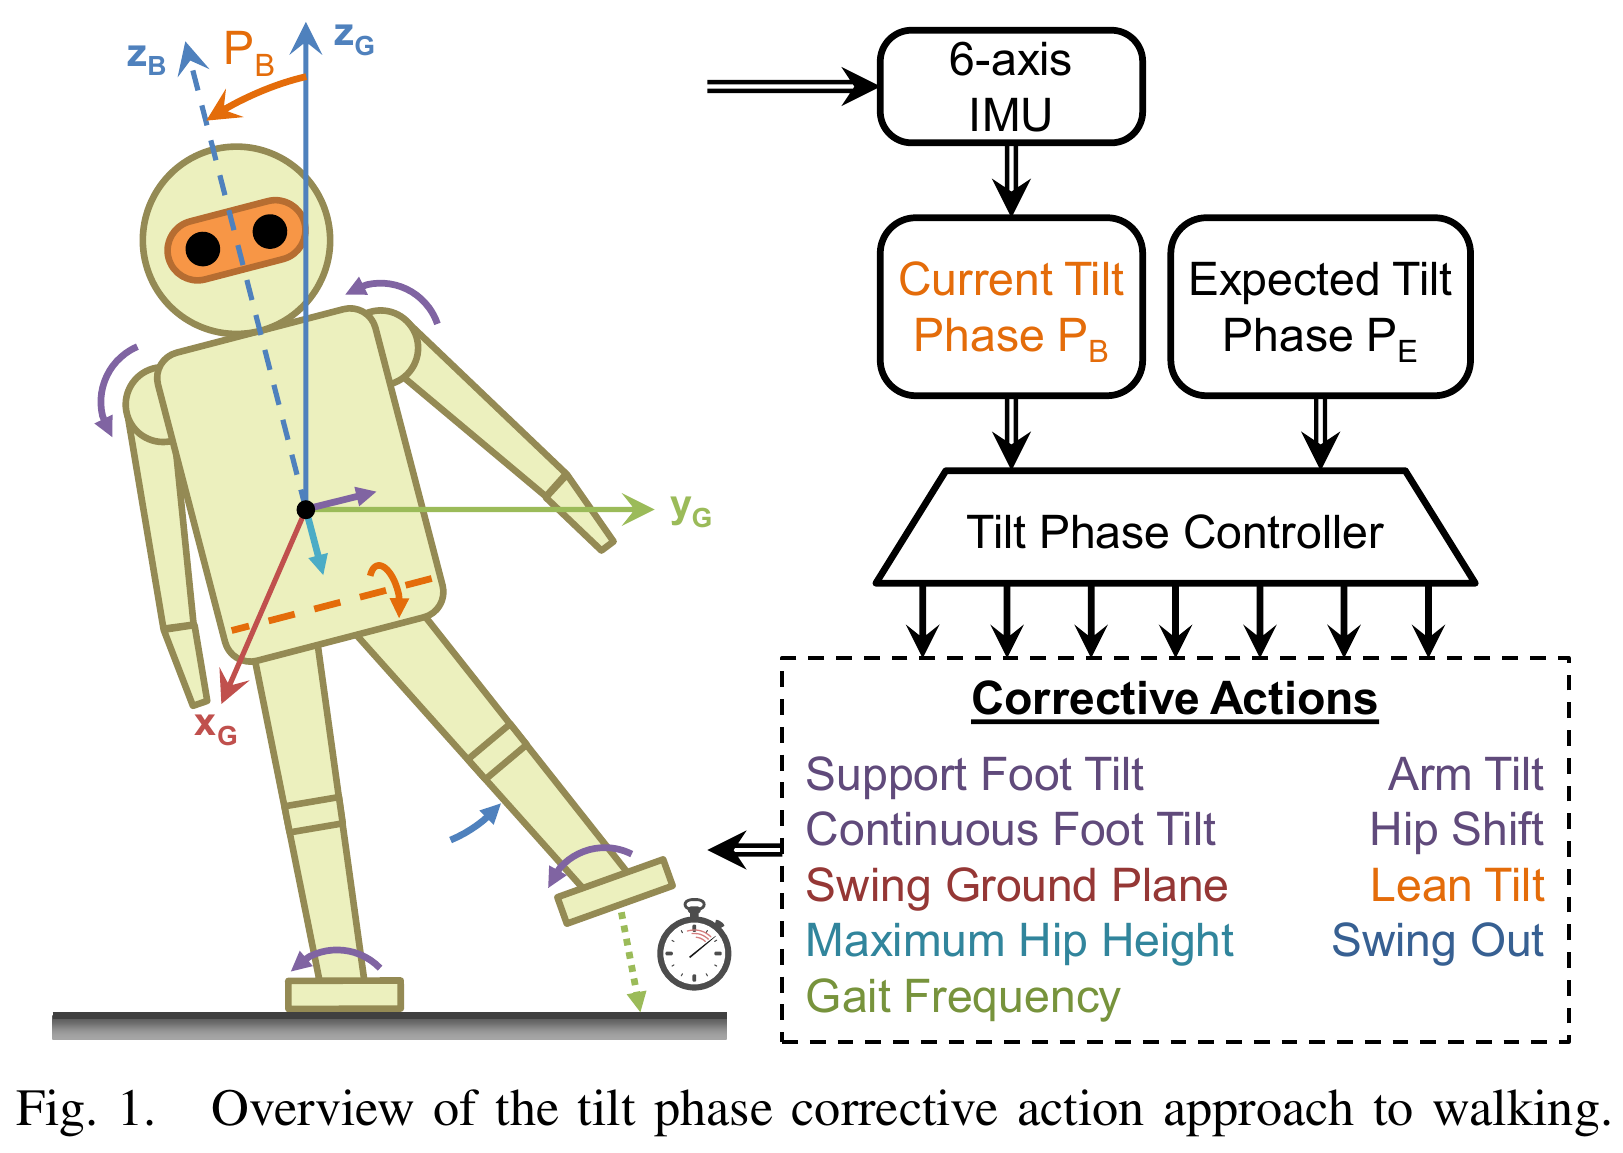 z_B
P_B
z_G
y_G
x_G
6-axis
IMU
Current Tilt
Phase P_B
Expected Tilt
Phase P_E
Tilt Phase Controller
Corrective Actions
Support Foot Tilt
Arm Tilt
Continuous Foot Tilt
Hip Shift
Swing Ground Plane
Lean Tilt
Maximum Hip Height
Swing Out
Gait Frequency
Fig. 1. Overview of the tilt phase corrective action approach to walking.